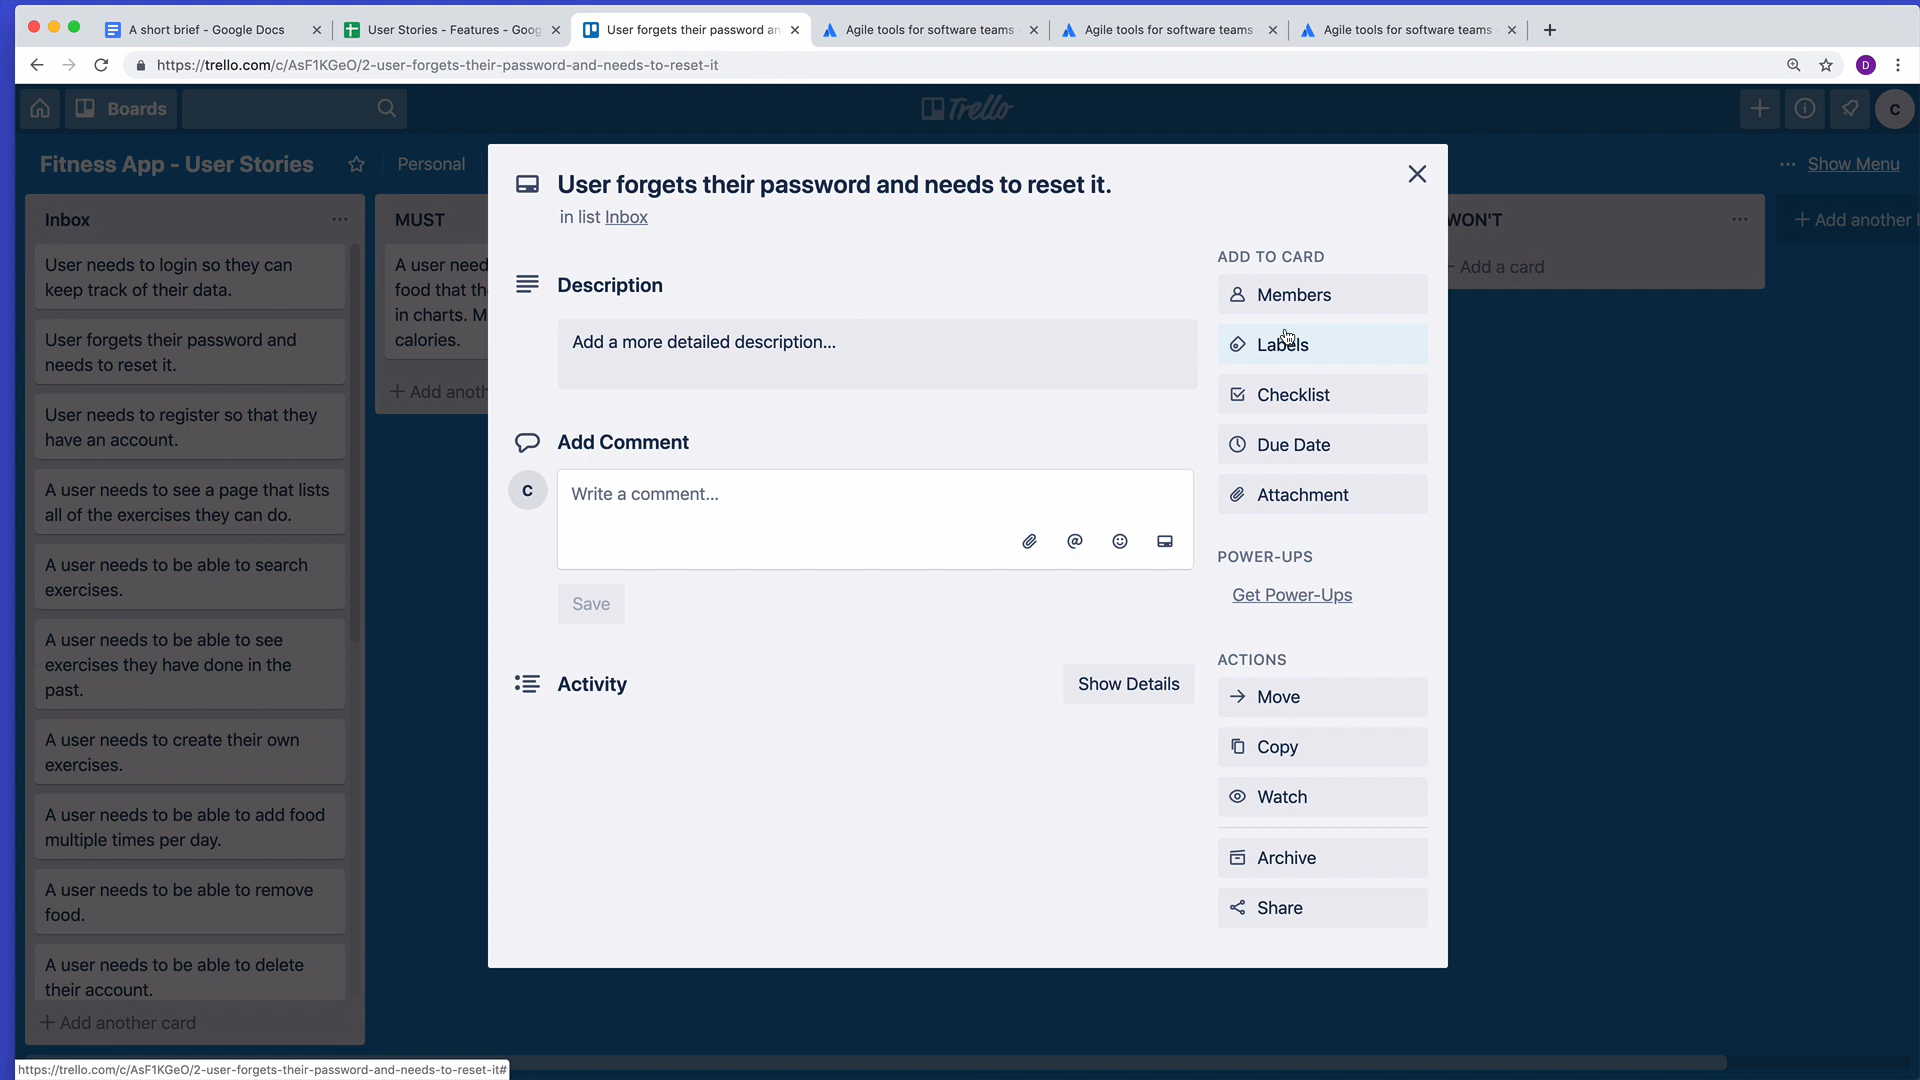 A short brief - Google Docs
User Stories - Features - Goog
User forgets their password an
Agile tools for software teams
Agile tools for software teams
Agile tools for software teams
https://trello.com/c/AsF1KGeO/2-user-forgets-their-password-and-needs-to-reset-it
D
Boards
Trello
C
Fitness App - User Stories
Personal
Show Menu
Inbox
User needs to login so they can
keep track of their data.
User forgets their password and
needs to reset it.
User needs to register so that they
have an account.
A user needs to see a page that lists
all of the exercises they can do.
A user needs to be able to search
exercises.
A user needs to be able to see
exercises they have done in the
past.
A user needs to create their own
exercises.
A user needs to be able to add food
multiple times per day.
A user needs to be able to remove
food.
A user needs to be able to delete
their account.
+ Add another card
MUST
A user need
food that th
in charts. M
calories.
+ Add anoth
User forgets their password and needs to reset it.
in list Inbox
Description
Add a more detailed description...
Add Comment
C
Write a comment...
Save
Activity
Show Details
ADD TO CARD
Members
Labels
Checklist
Due Date
Attachment
POWER-UPS
Get Power-Ups
ACTIONS
Move
Copy
Watch
Archive
Share
WON'T
Add a card
+ Add another l
https://trello.com/c/AsF1KGeO/2-user-forgets-their-password-and-needs-to-reset-it#